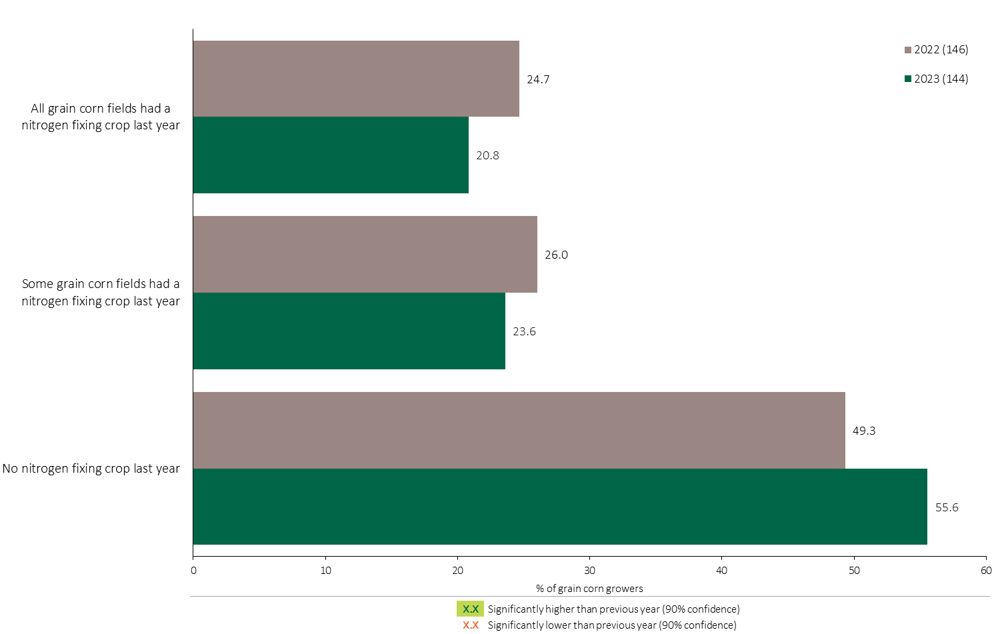 2022 (146)
2023 (144)
All grain corn fields had a
nitrogen fixing crop last year
24.7
20.8
Some grain corn fields had a
nitrogen fixing crop last year
26.0
23.6
No nitrogen fixing crop last year
49.3
55.6
0 10 20 30 40 50 60
% of grain corn growers
X.X Significantly higher than previous year (90% confidence)
X.X Significantly lower than previous year (90% confidence)